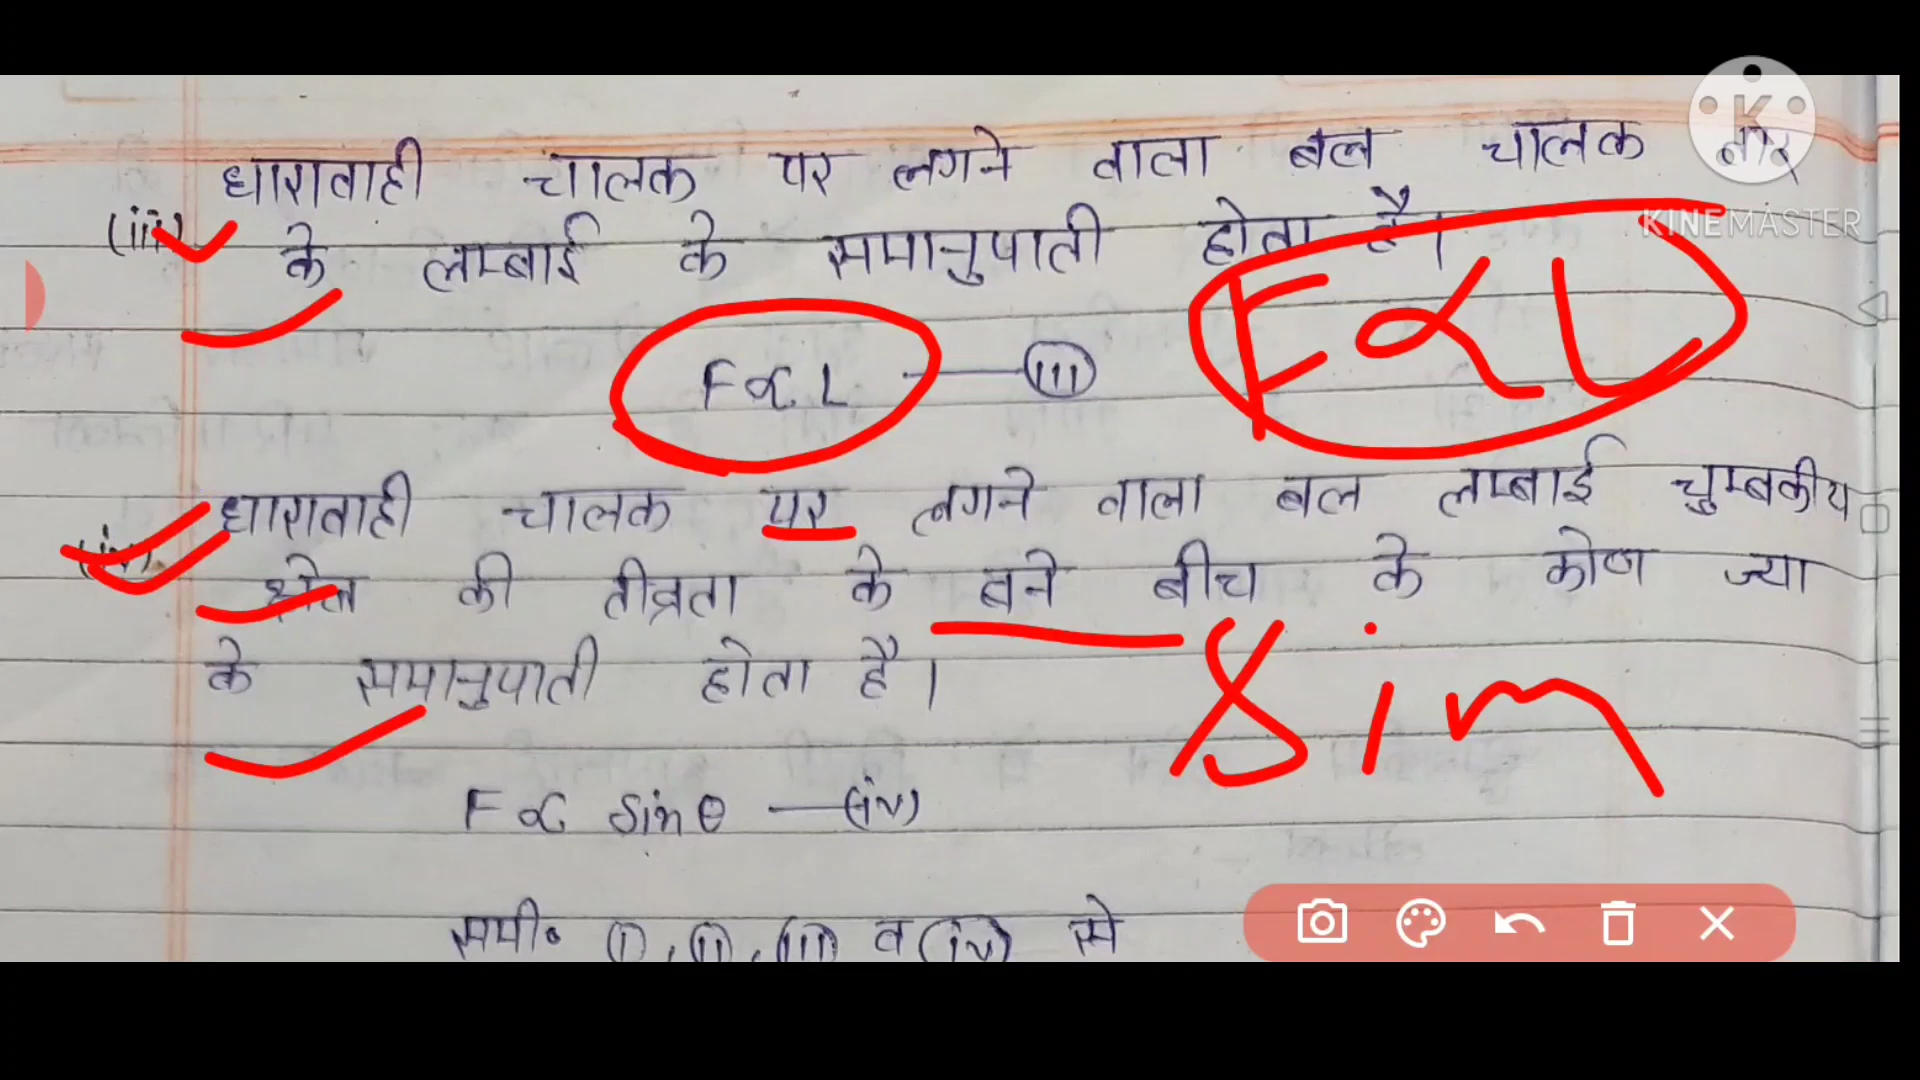 धारावाही चालक पर लगने वाला बल चालक तार
(iii) के लम्बाई के समानुपाती होता है।
KINEMASTER
F∝L
F∝L —(iii)
धारावाही चालक पर लगने वाला बल लम्बाई चुम्बकीय
(iv) क्षेत्र की तीव्रता के बने बीच के कोण ज्या
के समानुपाती होता है।
Sin
F∝ Sinθ —(iv)
समी. (i), (ii), (iii) व (iv) से